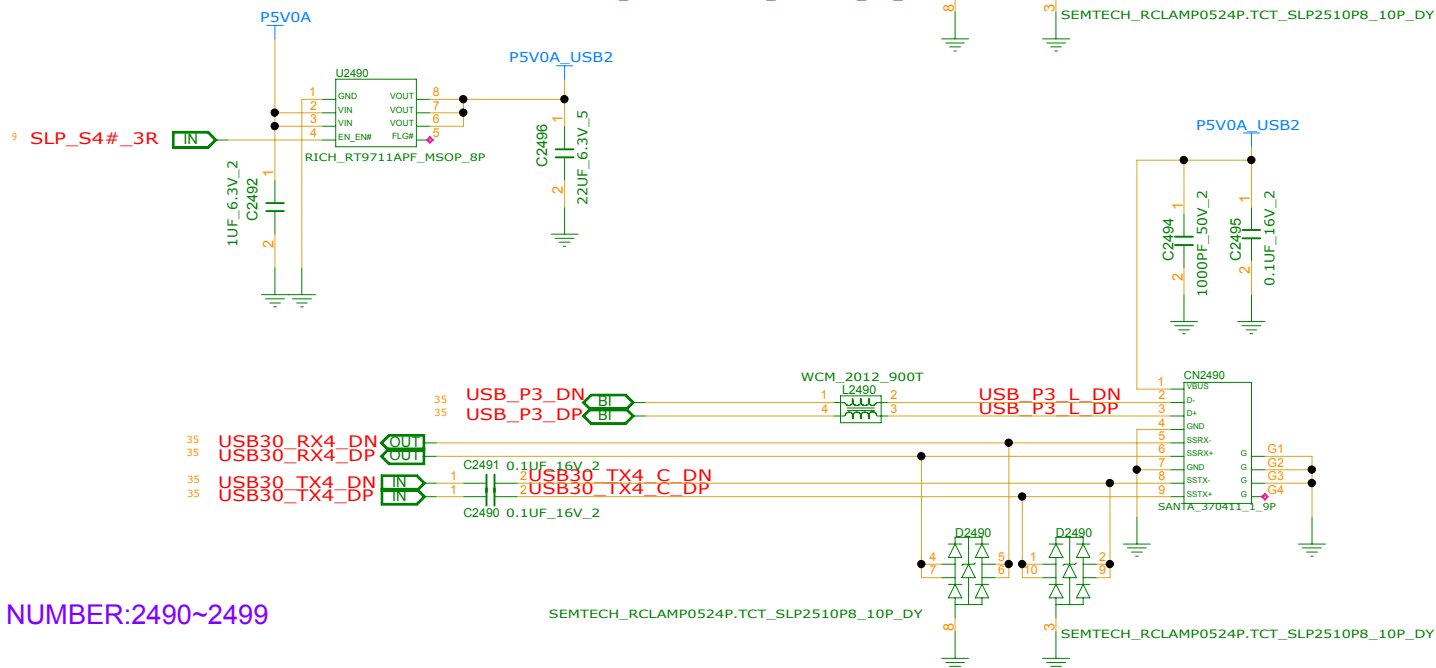 8
3
SEMTECH_RCLAMP0524P.TCT_SLP2510P8_10P_DY
P5V0A
P5V0A_USB2
U2490
1 GND VOUT 8
2 VIN VOUT 7
3 VIN VOUT 6
4 EN_EN# FLG# 5
RICH_RT9711APF_MSOP_8P
9 SLP_S4#_3R IN
1
2
1UF_6.3V_2
C2492
1
2
C2496
22UF_6.3V_5
P5V0A_USB2
1
2
C2494
1000PF_50V_2
1
2
C2495
0.1UF_16V_2
WCM_2012_900T
L2490
35 USB_P3_DN BI 1 2 USB_P3_L_DN
35 USB_P3_DP BI 4 3 USB_P3_L_DP
35 USB30_RX4_DN OUT
35 USB30_RX4_DP OUT
C2491 0.1UF_16V_2
35 USB30_TX4_DN IN 1 2 USB30_TX4_C_DN
35 USB30_TX4_DP IN 1 2 USB30_TX4_C_DP
C2490 0.1UF_16V_2
CN2490
1 VBUS
2 D-
3 D+
4 GND
5 SSRX-
6 SSRX+ G G1
7 GND G G2
8 SSTX- G G3
9 SSTX+ G G4
SANTA_370411_1_9P
D2490
4 5
7 6
8
D2490
1 2
10 9
3
SEMTECH_RCLAMP0524P.TCT_SLP2510P8_10P_DY
SEMTECH_RCLAMP0524P.TCT_SLP2510P8_10P_DY
NUMBER:2490~2499